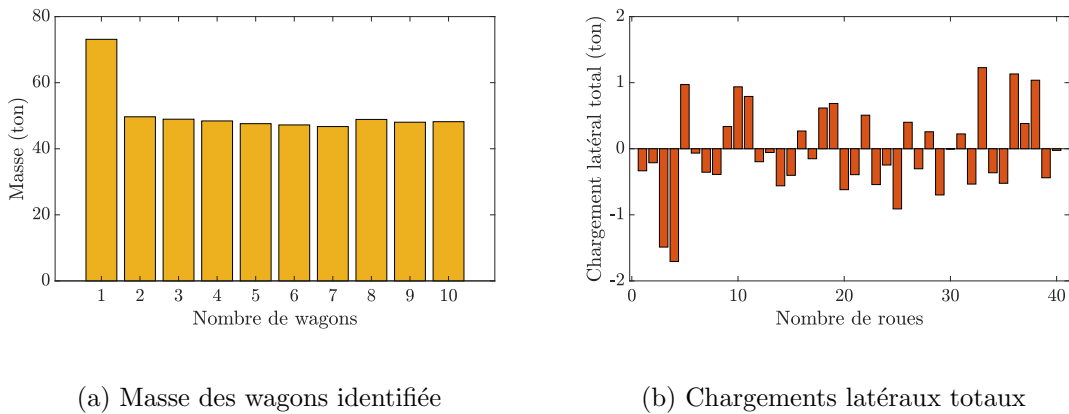 80
60
40
20
0
Masse (ton)
1 2 3 4 5 6 7 8 9 10
Nombre de wagons
2
1
0
-1
-2
Chargement latéral total (ton)
0 10 20 30 40
Nombre de roues
(a) Masse des wagons identifiée
(b) Chargements latéraux totaux